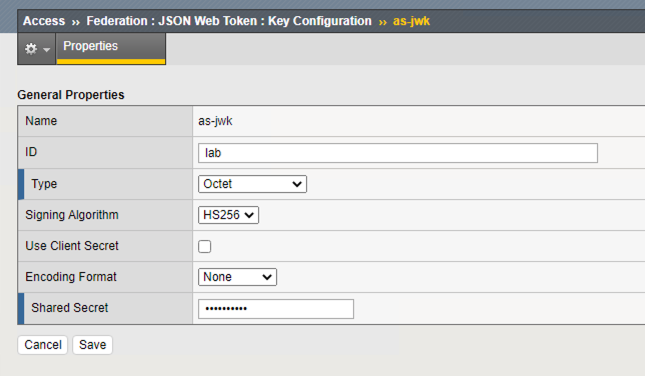 Access ›› Federation : JSON Web Token : Key Configuration ›› as-jwk
Properties
General Properties
Name as-jwk
ID lab
Type Octet
Signing Algorithm HS256
Use Client Secret
Encoding Format None
Shared Secret ••••••••••
Cancel Save